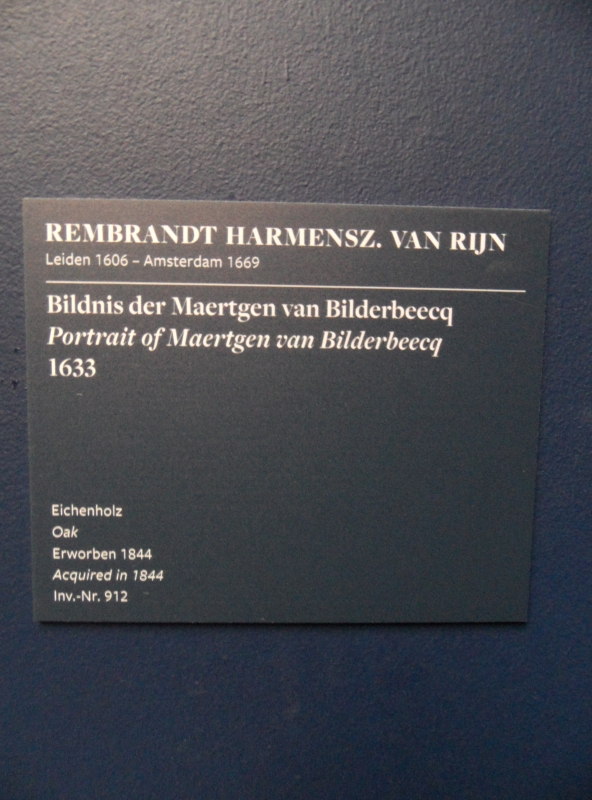 REMBRANDT HARMENSZ. VAN RIJN
Leiden 1606 – Amsterdam 1669
Bildnis der Maertgen van Bilderbeecq
Portrait of Maertgen van Bilderbeecq
1633
Eichenholz
Oak
Erworben 1844
Acquired in 1844
Inv.-Nr. 912